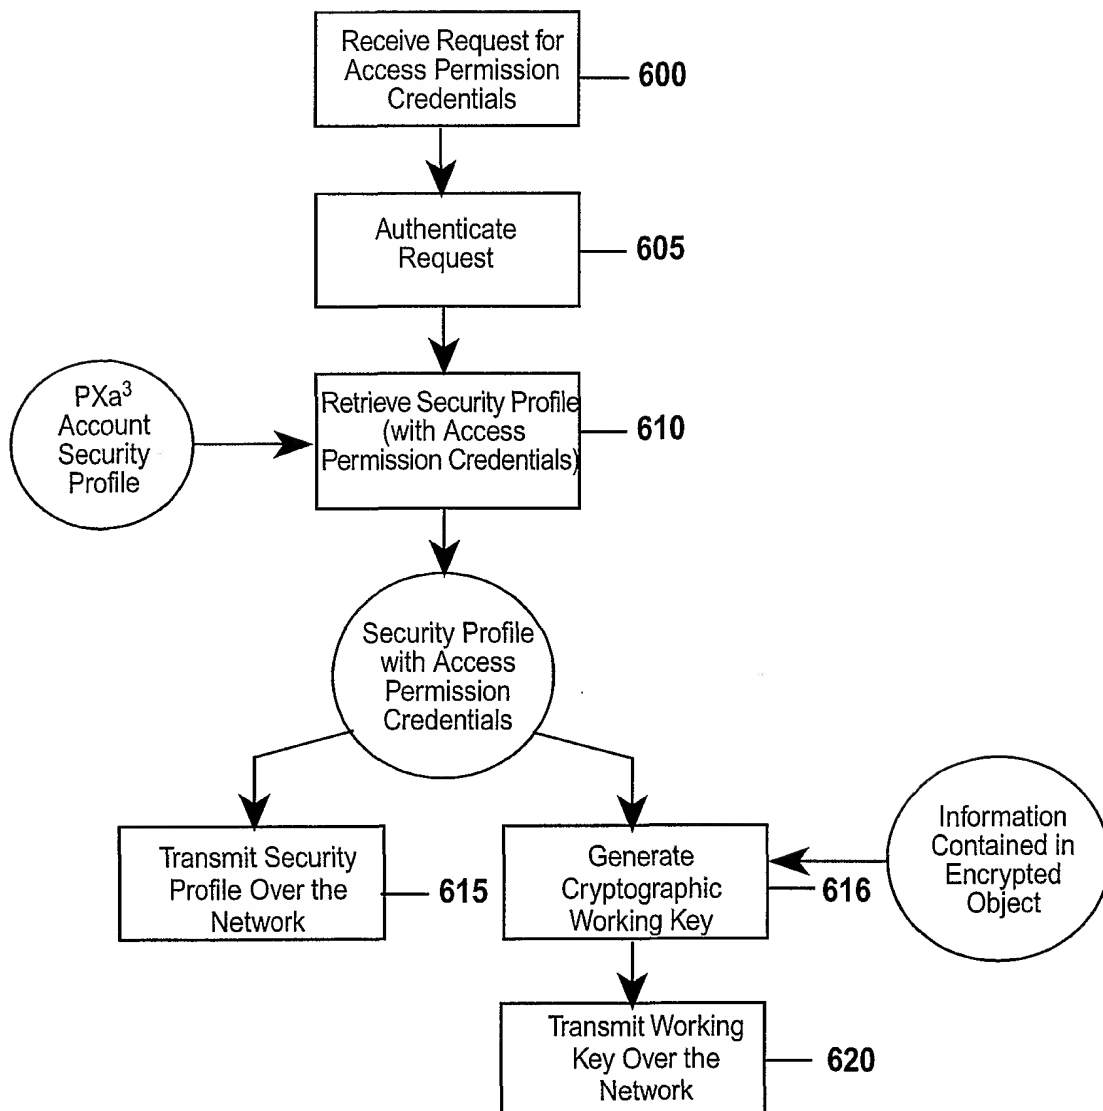 Receive Request for
Access Permission
Credentials
600
Authenticate
Request
605
PXa³
Account
Security
Profile
Retrieve Security Profile
(with Access
Permission Credentials)
610
Security Profile
with Access
Permission
Credentials
Transmit Security
Profile Over the
Network
615
Generate
Cryptographic
Working Key
616
Information
Contained in
Encrypted
Object
Transmit Working
Key Over the
Network
620